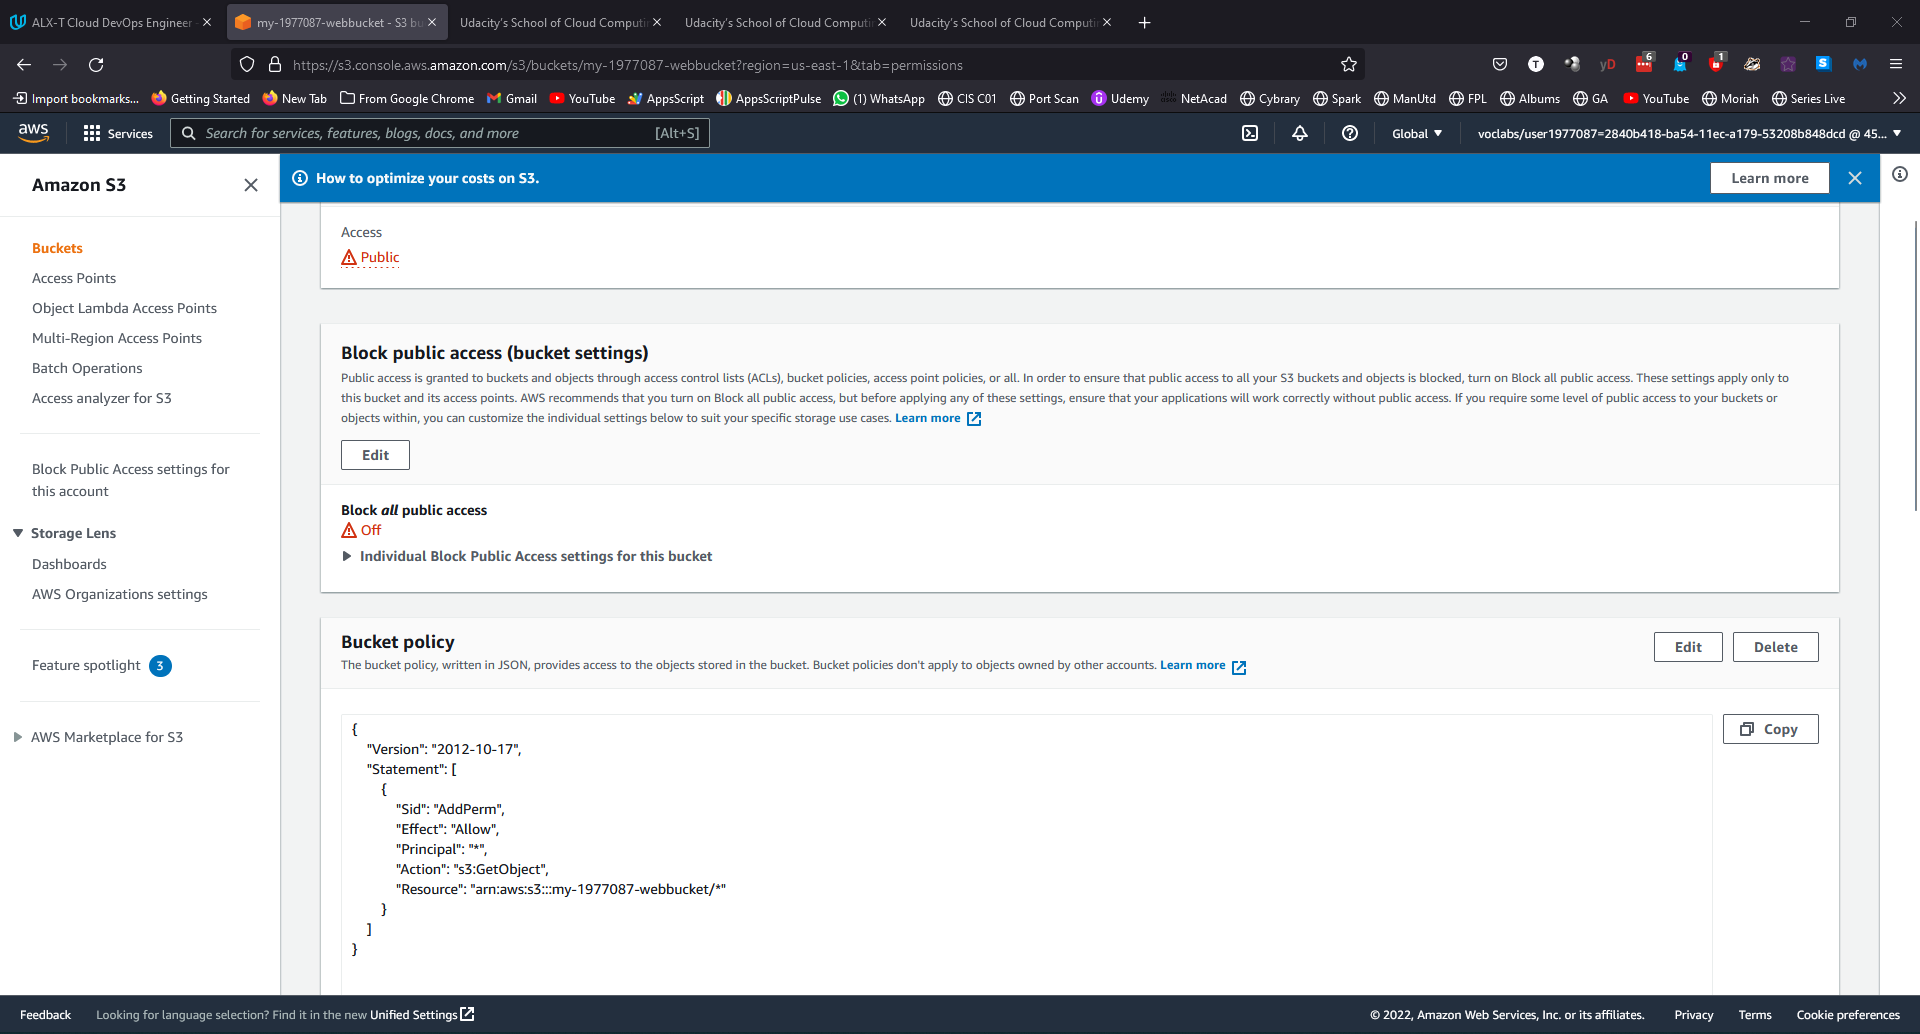 ALX-T Cloud DevOps Engineer
my-1977087-webbucket - S3 bu
Udacity's School of Cloud Computi
Udacity's School of Cloud Computi
Udacity's School of Cloud Computi
https://s3.console.aws.amazon.com/s3/buckets/my-1977087-webbucket?region=us-east-1&tab=permissions
T yD 6 0 1 S
Import bookmarks... Getting Started New Tab From Google Chrome Gmail YouTube AppsScript AppsScriptPulse (1) WhatsApp CIS C01 Port Scan Udemy NetAcad Cybrary Spark ManUtd FPL Albums GA YouTube Moriah Series Live
aws Services Search for services, features, blogs, docs, and more [Alt+S] Global voclabs/user1977087=2840b418-ba54-11ec-a179-53208b848dcd @ 45...
Amazon S3
Buckets
Access Points
Object Lambda Access Points
Multi-Region Access Points
Batch Operations
Access analyzer for S3
Block Public Access settings for
this account
Storage Lens
Dashboards
AWS Organizations settings
Feature spotlight 3
AWS Marketplace for S3
How to optimize your costs on S3. Learn more
Access
Public
Block public access (bucket settings)
Public access is granted to buckets and objects through access control lists (ACLs), bucket policies, access point policies, or all. In order to ensure that public access to all your S3 buckets and objects is blocked, turn on Block all public access. These settings apply only to
this bucket and its access points. AWS recommends that you turn on Block all public access, but before applying any of these settings, ensure that your applications will work correctly without public access. If you require some level of public access to your buckets or
objects within, you can customize the individual settings below to suit your specific storage use cases. Learn more
Edit
Block all public access
Off
Individual Block Public Access settings for this bucket
Bucket policy
The bucket policy, written in JSON, provides access to the objects stored in the bucket. Bucket policies don't apply to objects owned by other accounts. Learn more
Edit
Delete
Copy
{
"Version": "2012-10-17",
"Statement": [
{
"Sid": "AddPerm",
"Effect": "Allow",
"Principal": "*",
"Action": "s3:GetObject",
"Resource": "arn:aws:s3:::my-1977087-webbucket/*"
}
]
}
Feedback Looking for language selection? Find it in the new Unified Settings © 2022, Amazon Web Services, Inc. or its affiliates. Privacy Terms Cookie preferences